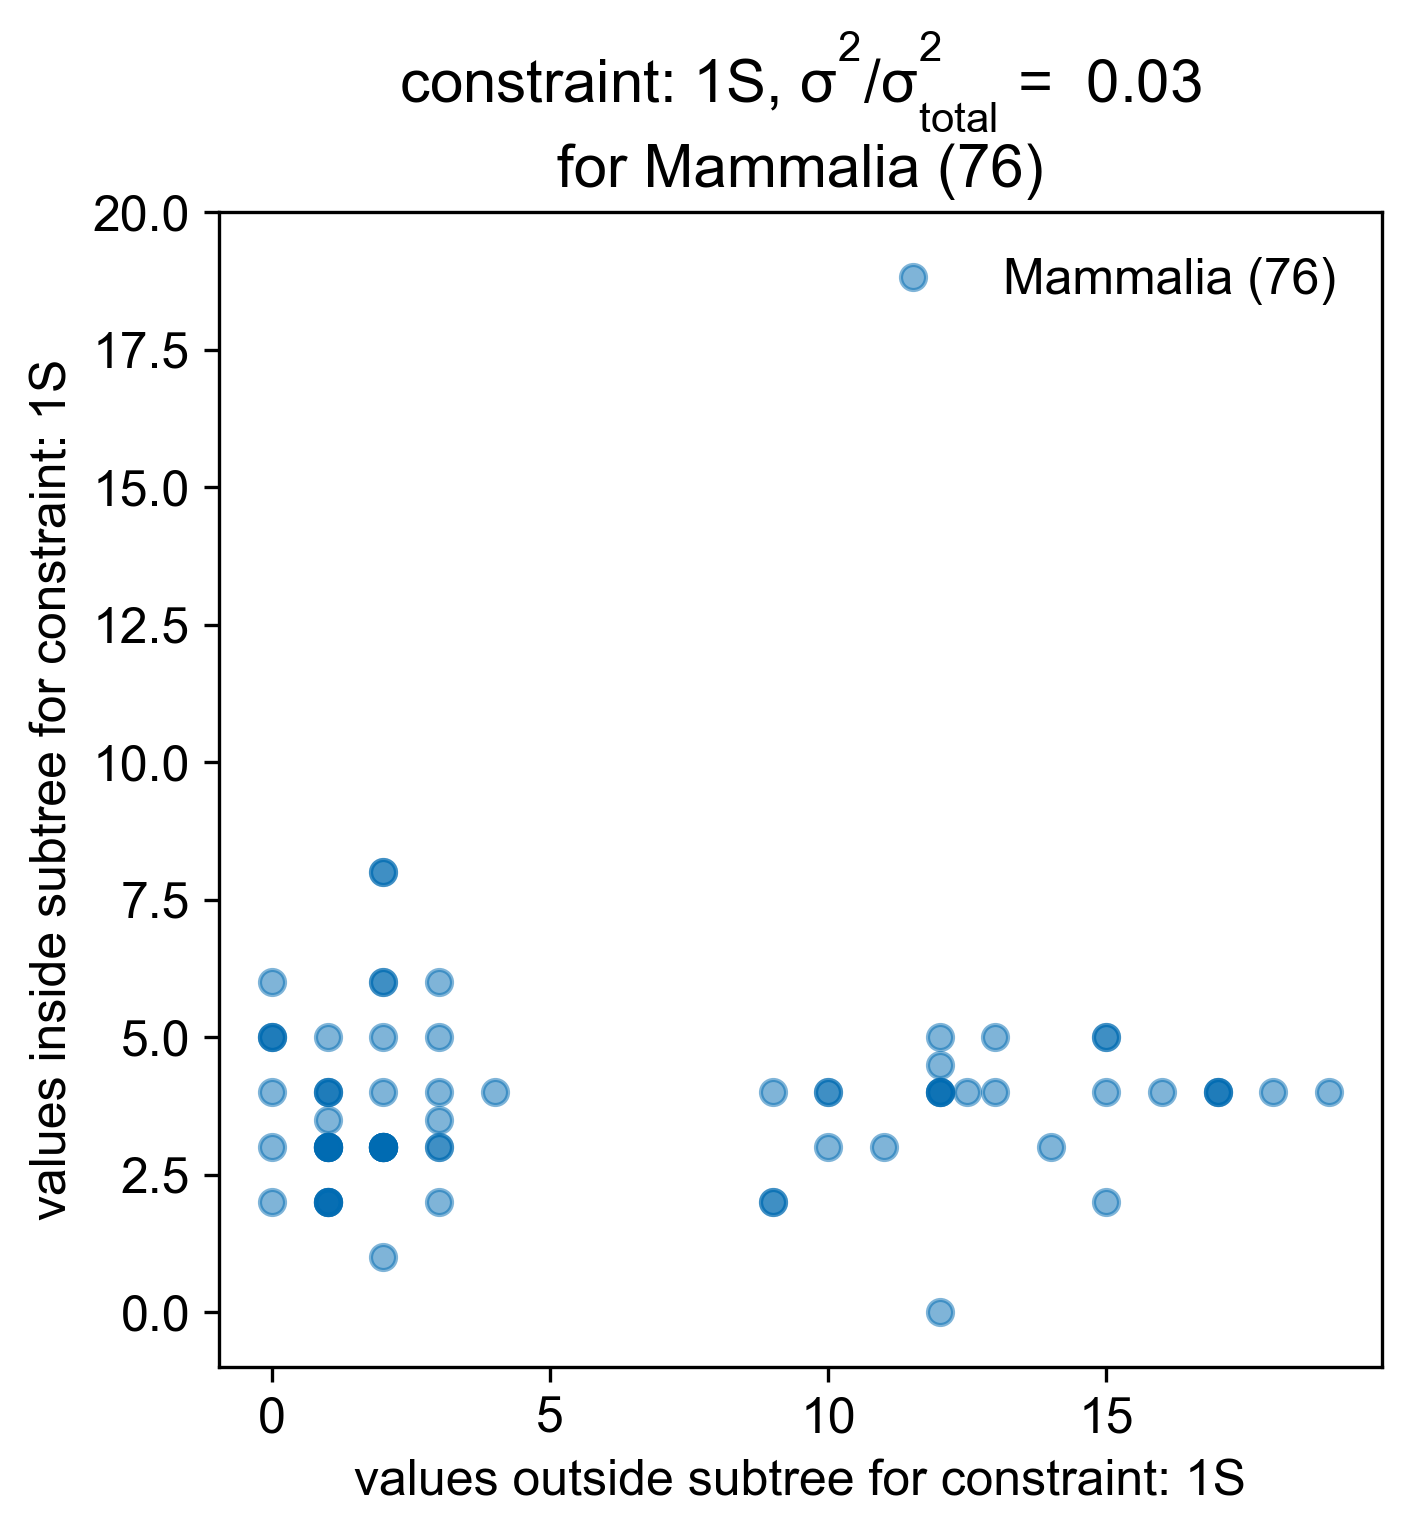 constraint: 1S, σ²/σ²_total = 0.03
for Mammalia (76)
Mammalia (76)
20.0
17.5
15.0
12.5
10.0
7.5
5.0
2.5
0.0
values inside subtree for constraint: 1S
0 5 10 15
values outside subtree for constraint: 1S